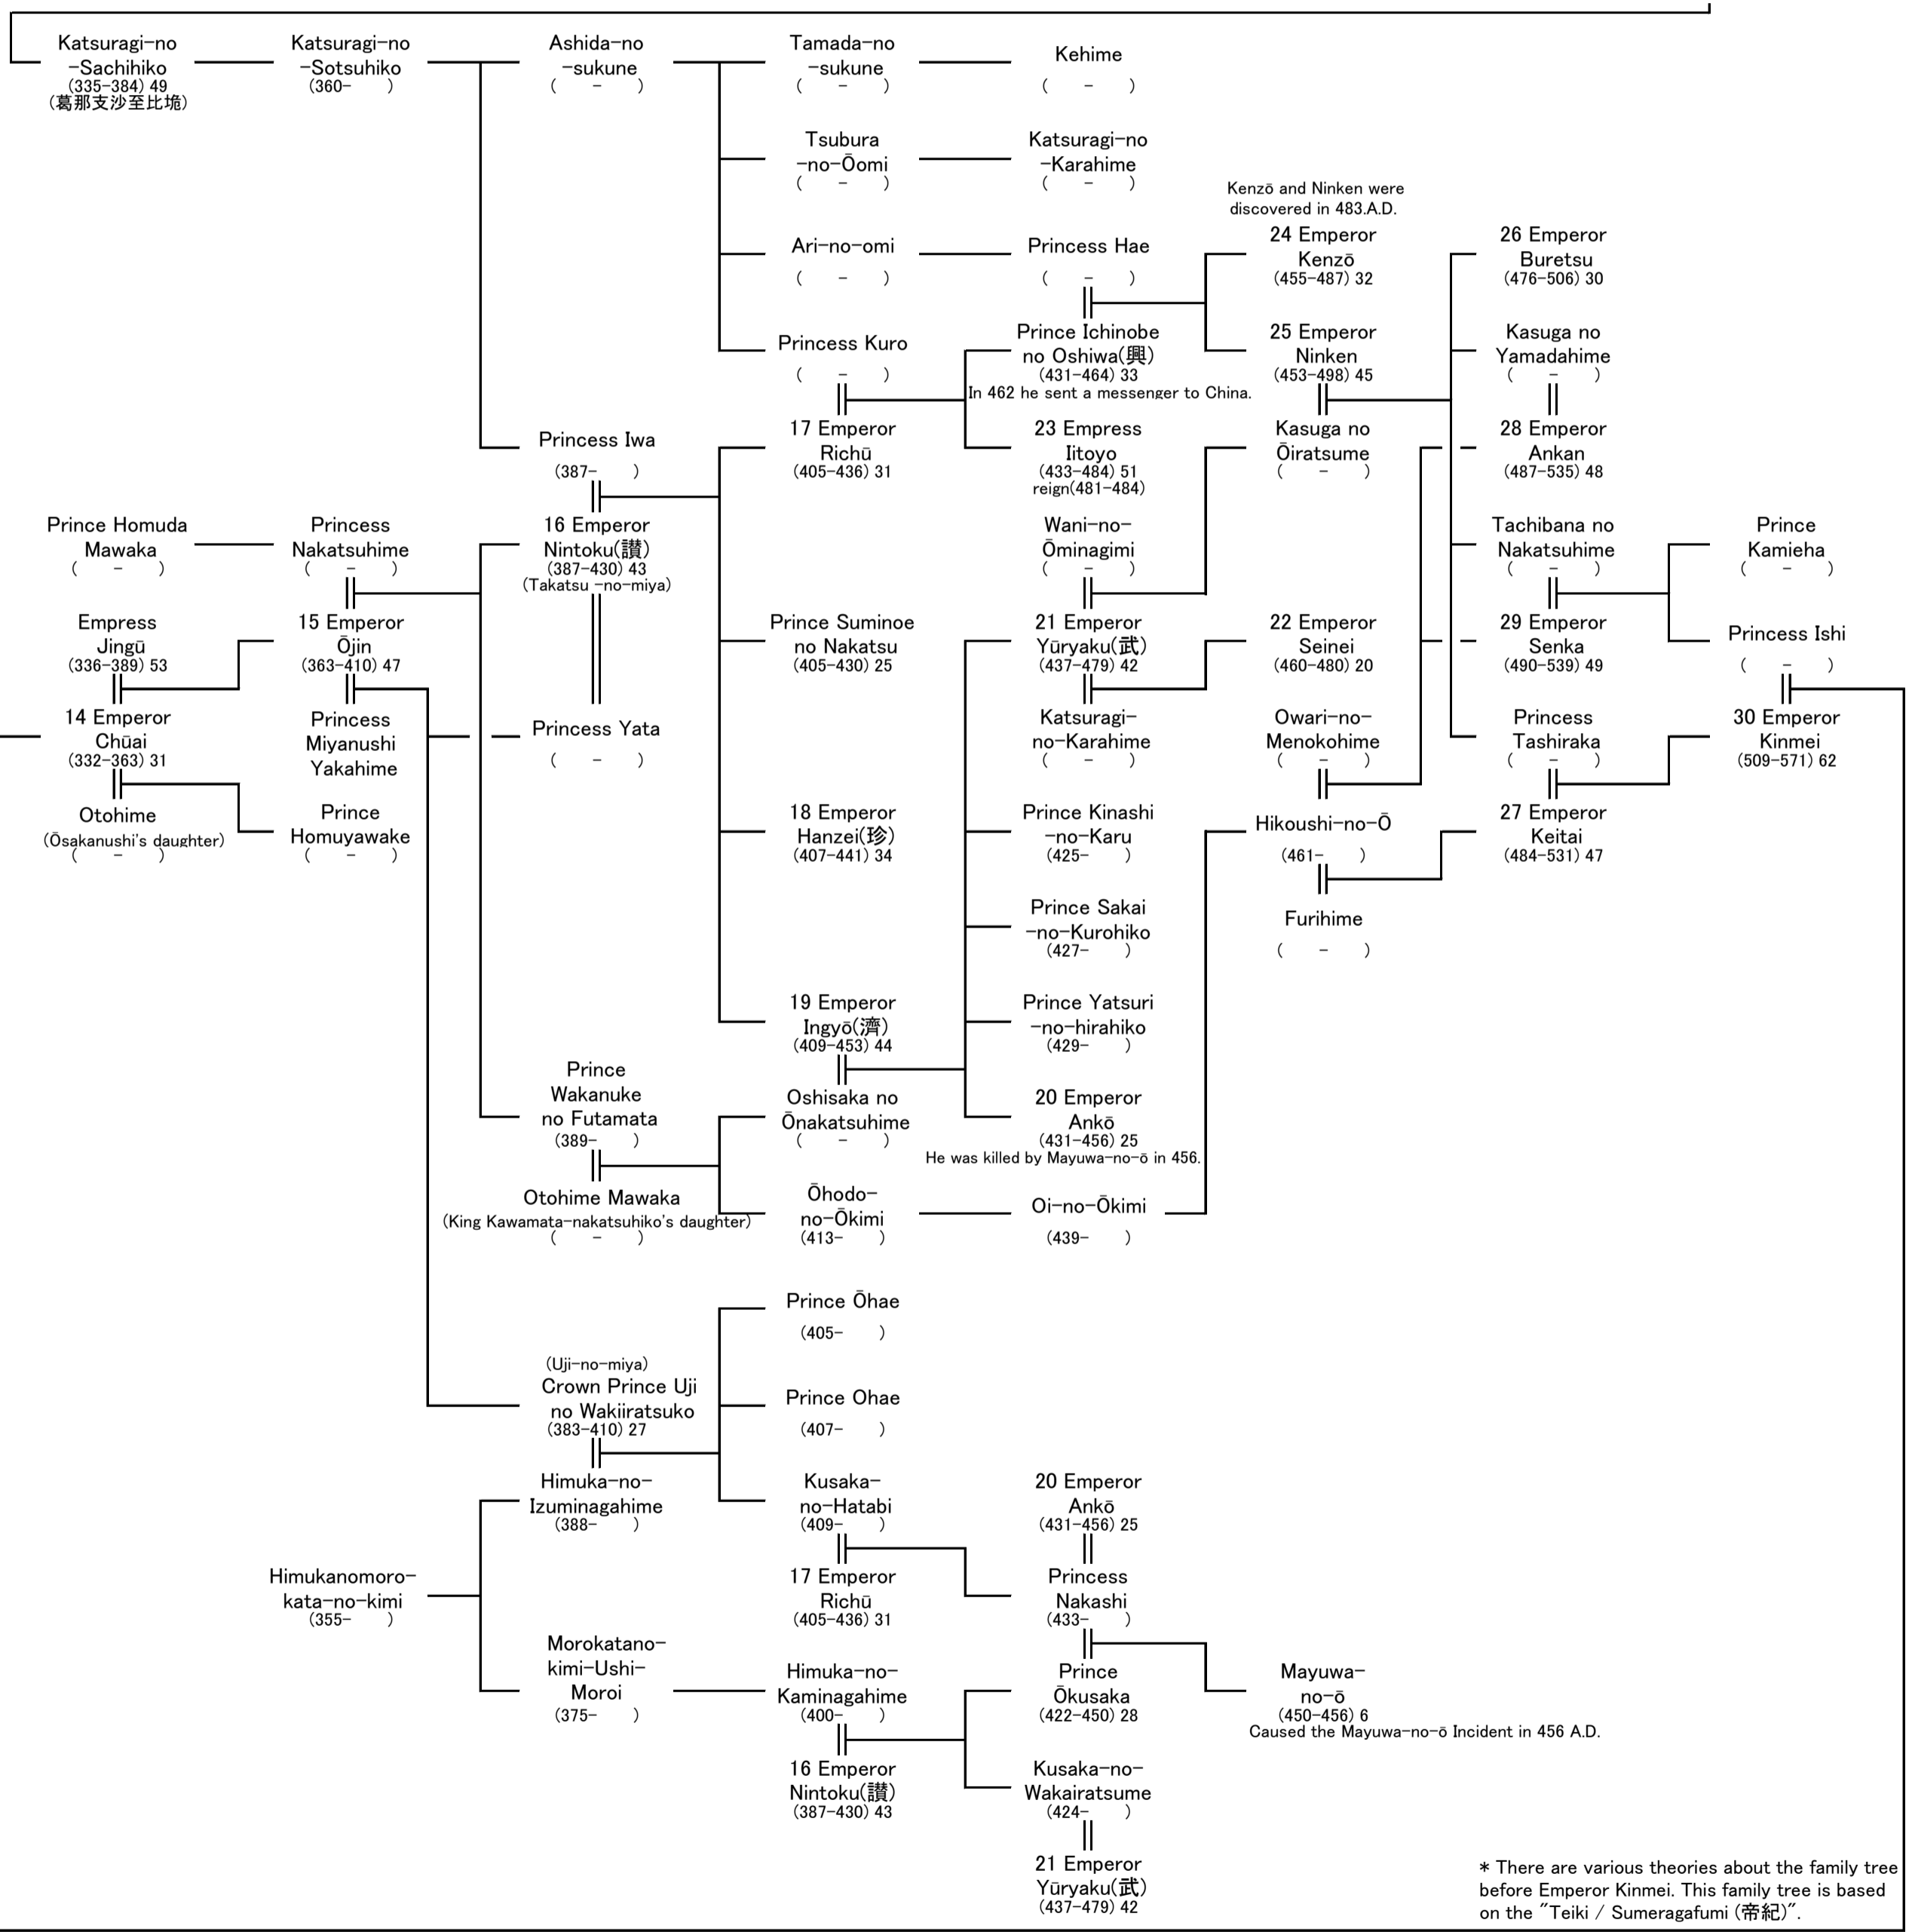 Katsuragi-no
-Sachihiko
(335-384) 49
(葛那支沙至比垝)
Katsuragi-no
-Sotsuhiko
(360-    )
Ashida-no
-sukune
(    -    )
Tamada-no
-sukune
(    -    )
Kehime
(    -    )
Tsubura
-no-Ōomi
(    -    )
Katsuragi-no
-Karahime
(    -    )
Ari-no-omi
(    -    )
Princess Hae
(    -    )
Kenzō and Ninken were
discovered in 483.A.D.
24 Emperor
Kenzō
(455-487) 32
26 Emperor
Buretsu
(476-506) 30
Princess Kuro
(    -    )
Prince Ichinobe
no Oshiwa(興)
(431-464) 33
In 462 he sent a messenger to China.
25 Emperor
Ninken
(453-498) 45
Kasuga no
Yamadahime
(    -    )
Princess Iwa
(387-    )
17 Emperor
Richū
(405-436) 31
23 Empress
Iitoyo
(433-484) 51
reign(481-484)
Kasuga no
Ōiratsume
(    -    )
28 Emperor
Ankan
(487-535) 48
Prince Homuda
Mawaka
(    -    )
Princess
Nakatsuhime
(    -    )
16 Emperor
Nintoku(讃)
(387-430) 43
(Takatsu -no-miya)
Wani-no-
Ōminagimi
(    -    )
Tachibana no
Nakatsuhime
(    -    )
Prince
Kamieha
(    -    )
Empress
Jingū
(336-389) 53
15 Emperor
Ōjin
(363-410) 47
Prince Suminoe
no Nakatsu
(405-430) 25
21 Emperor
Yūryaku(武)
(437-479) 42
22 Emperor
Seinei
(460-480) 20
29 Emperor
Senka
(490-539) 49
Princess Ishi
(    -    )
14 Emperor
Chūai
(332-363) 31
Princess
Miyanushi
Yakahime
Princess Yata
(    -    )
Katsuragi-
no-Karahime
(    -    )
Owari-no-
Menokohime
(    -    )
Princess
Tashiraka
(    -    )
30 Emperor
Kinmei
(509-571) 62
Otohime
(Ōsakanushi's daughter)
(    -    )
Prince
Homuyawake
(    -    )
18 Emperor
Hanzei(珍)
(407-441) 34
Prince Kinashi
-no-Karu
(425-    )
Hikoushi-no-Ō
(461-    )
27 Emperor
Keitai
(484-531) 47
Prince Sakai
-no-Kurohiko
(427-    )
Furihime
(    -    )
19 Emperor
Ingyō(濟)
(409-453) 44
Prince Yatsuri
-no-hirahiko
(429-    )
Prince
Wakanuke
no Futamata
(389-    )
Oshisaka no
Ōnakatsuhime
(    -    )
20 Emperor
Ankō
(431-456) 25
He was killed by Mayuwa-no-ō in 456.
Otohime Mawaka
(King Kawamata-nakatsuhiko's daughter)
(    -    )
Ōhodo-
no-Ōkimi
(413-    )
Oi-no-Ōkimi
(439-    )
Prince Ōhae
(405-    )
(Uji-no-miya)
Crown Prince Uji
no Wakiiratsuko
(383-410) 27
Prince Ohae
(407-    )
Himuka-no-
Izuminagahime
(388-    )
Kusaka-
no-Hatabi
(409-    )
20 Emperor
Ankō
(431-456) 25
Himukanomoro-
kata-no-kimi
(355-    )
17 Emperor
Richū
(405-436) 31
Princess
Nakashi
(433-    )
Morokatano-
kimi-Ushi-
Moroi
(375-    )
Himuka-no-
Kaminagahime
(400-    )
Prince
Ōkusaka
(422-450) 28
Mayuwa-
no-ō
(450-456) 6
Caused the Mayuwa-no-ō Incident in 456 A.D.
16 Emperor
Nintoku(讃)
(387-430) 43
Kusaka-no-
Wakairatsume
(424-    )
21 Emperor
Yūryaku(武)
(437-479) 42
* There are various theories about the family tree
before Emperor Kinmei. This family tree is based
on the "Teiki / Sumeragafumi (帝紀)".